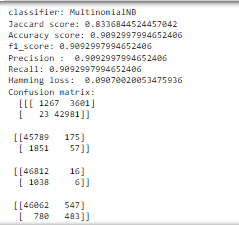 classifier: MultinomialNB
Jaccard score: 0.8336844524457042
Accuracy score: 0.9092997994652406
f1_score: 0.9092997994652406
Precision : 0.9092997994652406
Recall: 0.9092997994652406
Hamming loss: 0.09070020053475936
Confusion matrix:
[[[ 1267 3601]
[ 23 42981]]
[[45789 175]
[ 1851 57]]
[[46812 16]
[ 1038 6]]
[[46062 547]
[ 780 483]]